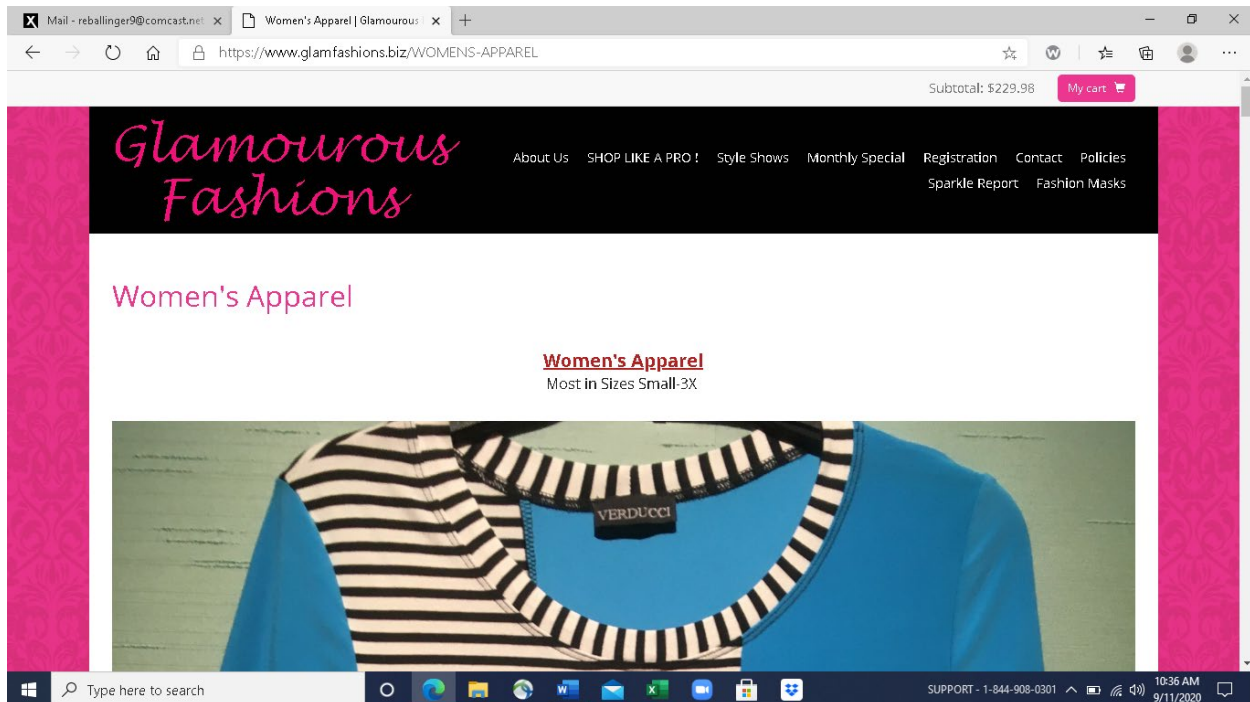 Mail - reballinger9@comcast.net
Women's Apparel | Glamourous
https://www.glamfashions.biz/WOMENS-APPAREL
Subtotal: $229.98 My cart
Glamourous
Fashions
About Us SHOP LIKE A PRO ! Style Shows Monthly Special Registration Contact Policies
Sparkle Report Fashion Masks
Women's Apparel
Women's Apparel
Most in Sizes Small-3X
VERDUCCI
Type here to search
SUPPORT - 1-844-908-0301
10:36 AM
9/11/2020